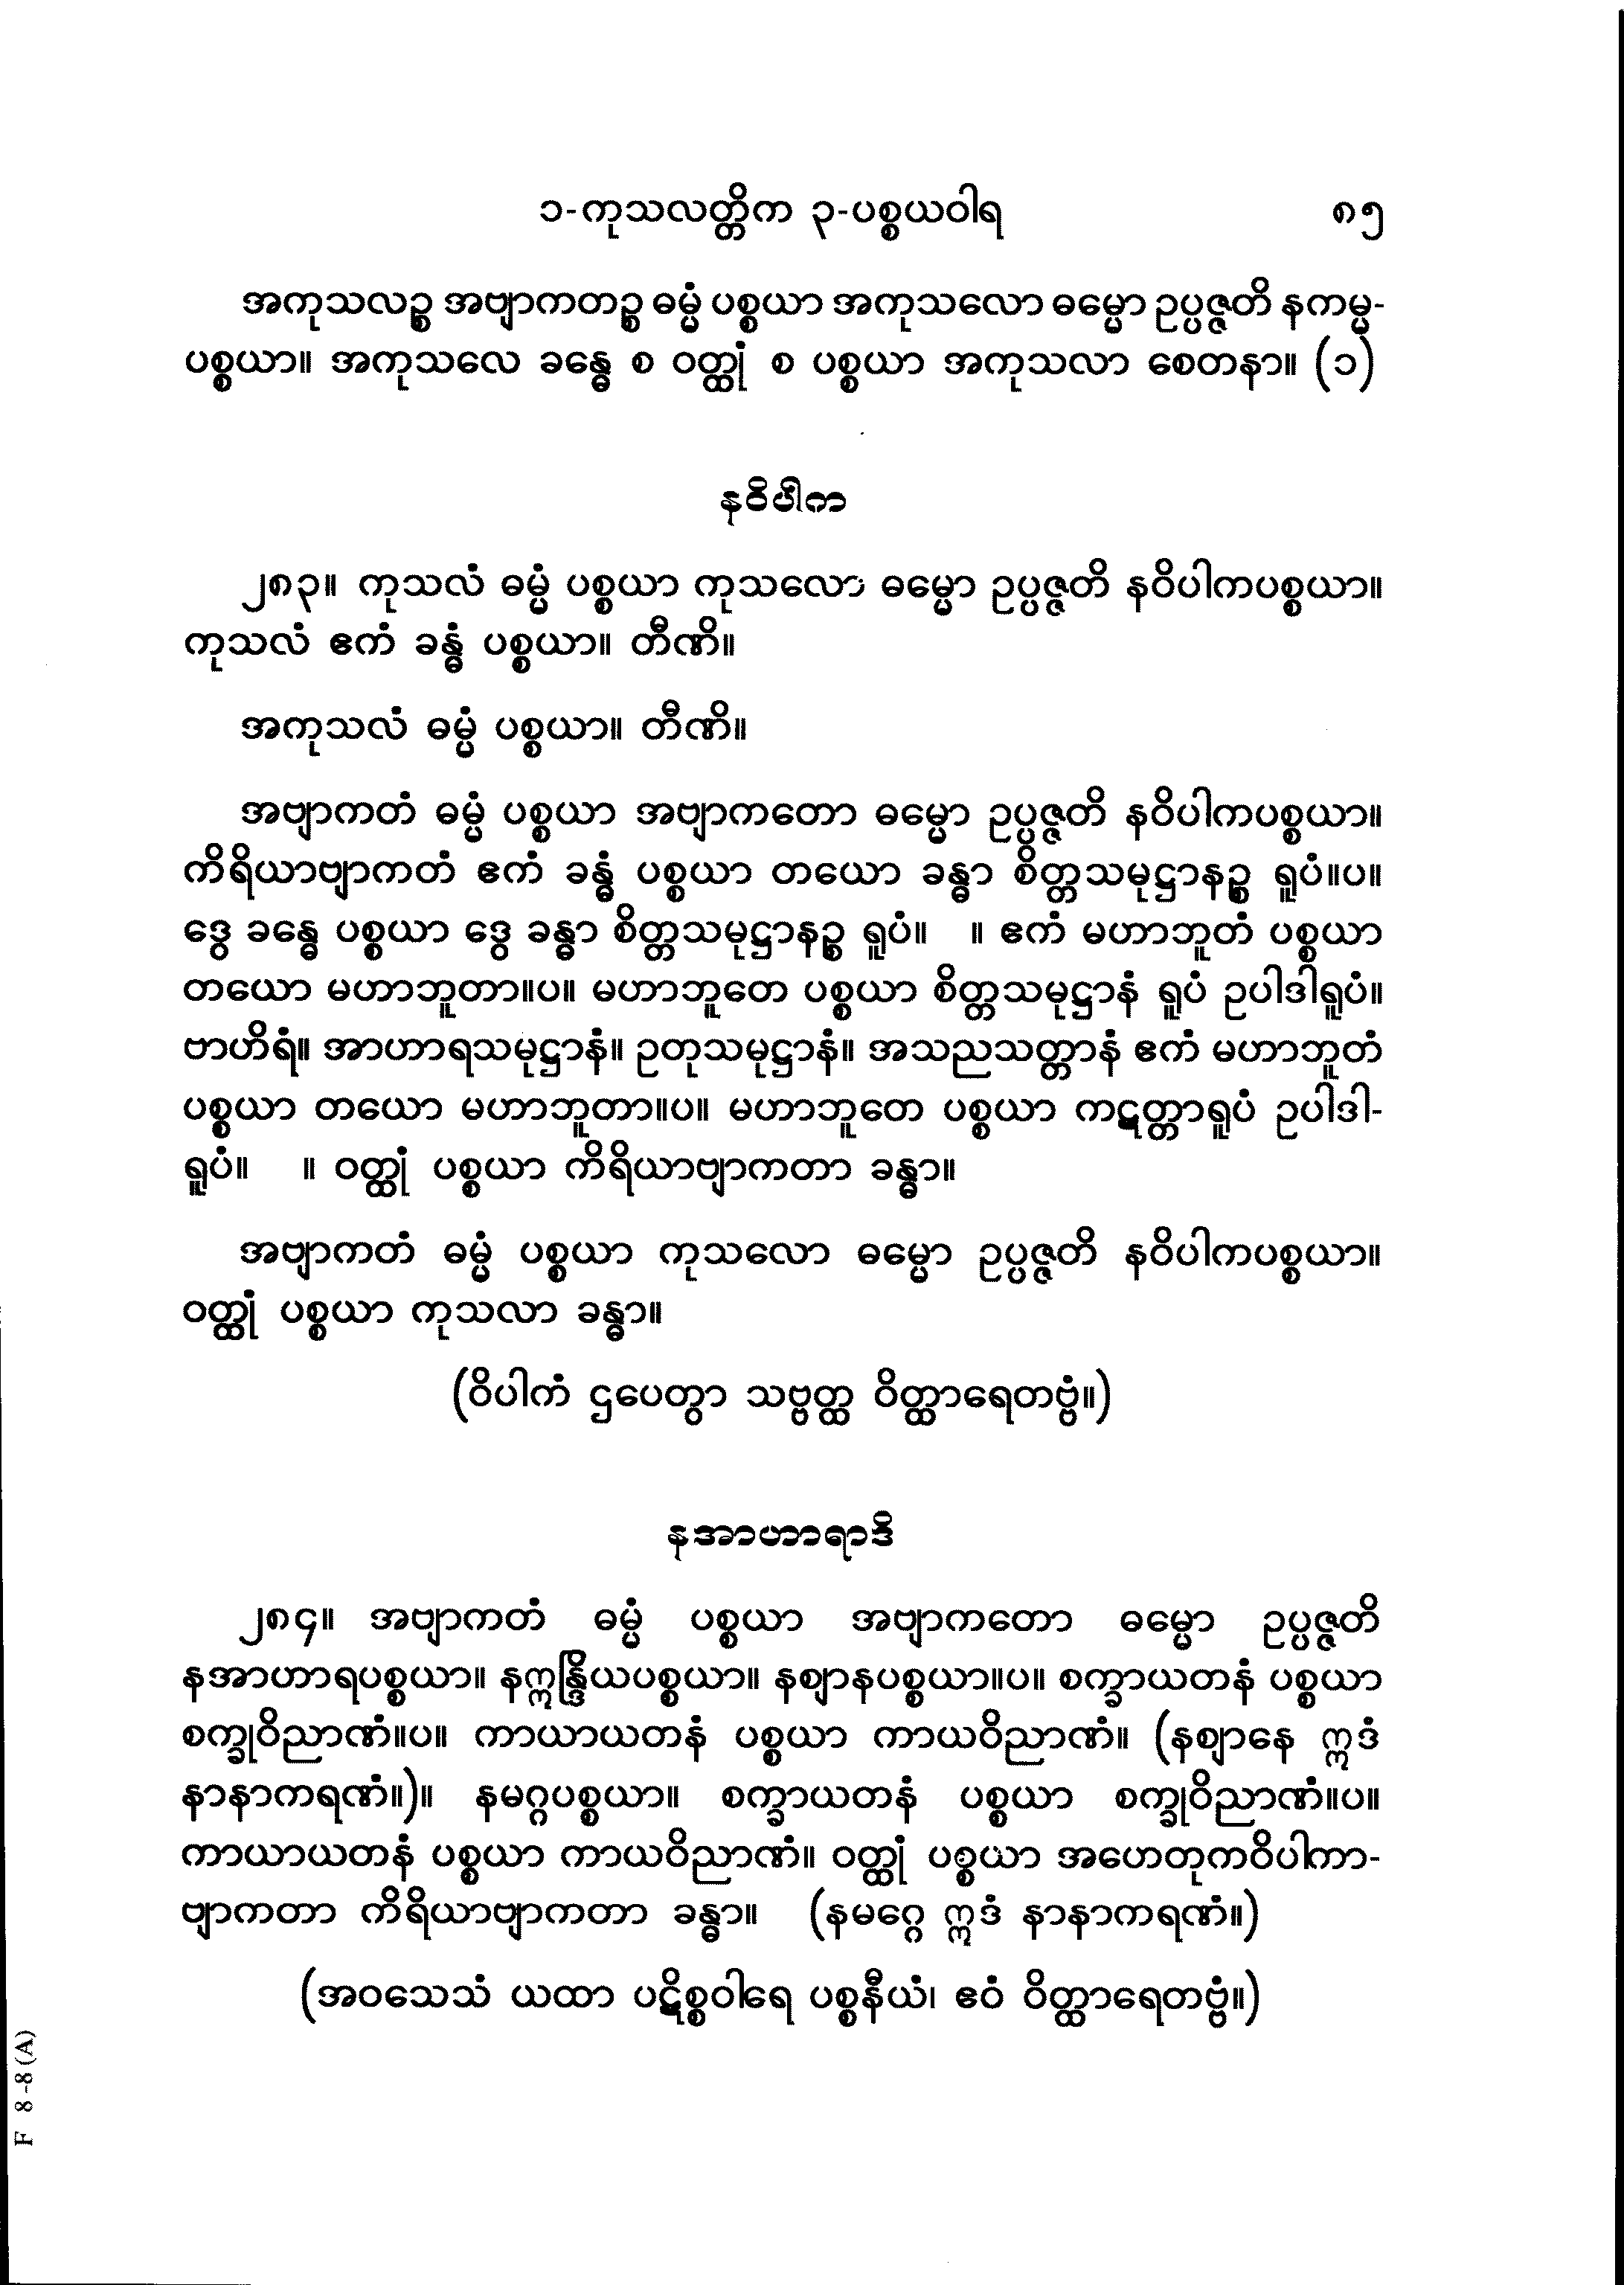 ၁-ကုသလတ္တိက ၃-ပစ္စယဝါရ ၈၅
အကုသလဉ္စ အဗျာကတဉ္စ ဓမ္မံ ပစ္စယာ အကုသလော ဓမ္မော ဥပ္ပဇ္ဇတိ နကမ္မ-
ပစ္စယာ။ အကုသလေ ခန္ဓေ စ ဝတ္ထုံ စ ပစ္စယာ အကုသလာ စေတနာ။ (၁)
နဝိပါက
၂၈၃။ ကုသလံ ဓမ္မံ ပစ္စယာ ကုသလော ဓမ္မော ဥပ္ပဇ္ဇတိ နဝိပါကပစ္စယာ။
ကုသလံ ဧကံ ခန္ဓံ ပစ္စယာ။ တီဏိ။
အကုသလံ ဓမ္မံ ပစ္စယာ။ တီဏိ။
အဗျာကတံ ဓမ္မံ ပစ္စယာ အဗျာကတော ဓမ္မော ဥပ္ပဇ္ဇတိ နဝိပါကပစ္စယာ။
ကိရိယာဗျာကတံ ဧကံ ခန္ဓံ ပစ္စယာ တယော ခန္ဓာ စိတ္တသမုဋ္ဌာနဉ္စ ရူပံ။ပ။
ဒွေ ခန္ဓေ ပစ္စယာ ဒွေ ခန္ဓာ စိတ္တသမုဋ္ဌာနဉ္စ ရူပံ။ ။ ဧကံ မဟာဘူတံ ပစ္စယာ
တယော မဟာဘူတာ။ပ။ မဟာဘူတေ ပစ္စယာ စိတ္တသမုဋ္ဌာနံ ရူပံ ဥပါဒါရူပံ။
ဗာဟိရံ။ အာဟာရသမုဋ္ဌာနံ။ ဥတုသမုဋ္ဌာနံ။ အသညသတ္တာနံ ဧကံ မဟာဘူတံ
ပစ္စယာ တယော မဟာဘူတာ။ပ။ မဟာဘူတေ ပစ္စယာ ကဋတ္တာရူပံ ဥပါဒါ-
ရူပံ။ ။ ဝတ္ထုံ ပစ္စယာ ကိရိယာဗျာကတာ ခန္ဓာ။
အဗျာကတံ ဓမ္မံ ပစ္စယာ ကုသလော ဓမ္မော ဥပ္ပဇ္ဇတိ နဝိပါကပစ္စယာ။
ဝတ္ထုံ ပစ္စယာ ကုသလာ ခန္ဓာ။
(ဝိပါကံ ဌပေတွာ သဗ္ဗတ္ထ ဝိတ္ထာရေတဗ္ဗံ။)
နအာဟာရာဒိ
၂၈၄။ အဗျာကတံ ဓမ္မံ ပစ္စယာ အဗျာကတော ဓမ္မော ဥပ္ပဇ္ဇတိ
နအာဟာရပစ္စယာ။ နဣန္ဒြိယပစ္စယာ။ နဈာနပစ္စယာ။ပ။ စက္ခာယတနံ ပစ္စယာ
စက္ခုဝိညာဏံ။ပ။ ကာယာယတနံ ပစ္စယာ ကာယဝိညာဏံ။ (နဈာနေ ဣဒံ
နာနာကရဏံ။)။ နမဂ္ဂပစ္စယာ။ စက္ခာယတနံ ပစ္စယာ စက္ခုဝိညာဏံ။ပ။
ကာယာယတနံ ပစ္စယာ ကာယဝိညာဏံ။ ဝတ္ထုံ ပစ္စယာ အဟေတုကဝိပါကာ-
ဗျာကတာ ကိရိယာဗျာကတာ ခန္ဓာ။ (နမဂ္ဂေ ဣဒံ နာနာကရဏံ။)
(အဝသေသံ ယထာ ပဋိစ္စဝါရေ ပစ္စနီယံ၊ ဧဝံ ဝိတ္ထာရေတဗ္ဗံ။)
F 8-8(A)